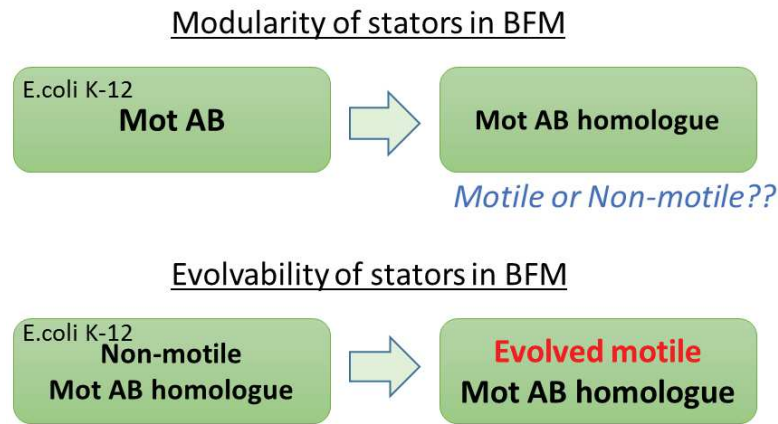 Modularity of stators in BFM
E.coli K-12
Mot AB
Mot AB homologue
Motile or Non-motile??
Evolvability of stators in BFM
E.coli K-12
Non-motile
Mot AB homologue
Evolved motile
Mot AB homologue